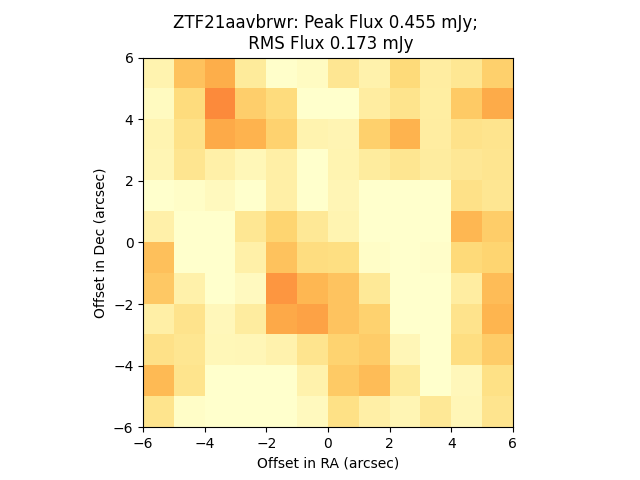 ZTF21aavbrwr: Peak Flux 0.455 mJy;
RMS Flux 0.173 mJy
6
4
2
0
−2
−4
−6
Offset in Dec (arcsec)
−6 −4 −2 0 2 4 6
Offset in RA (arcsec)